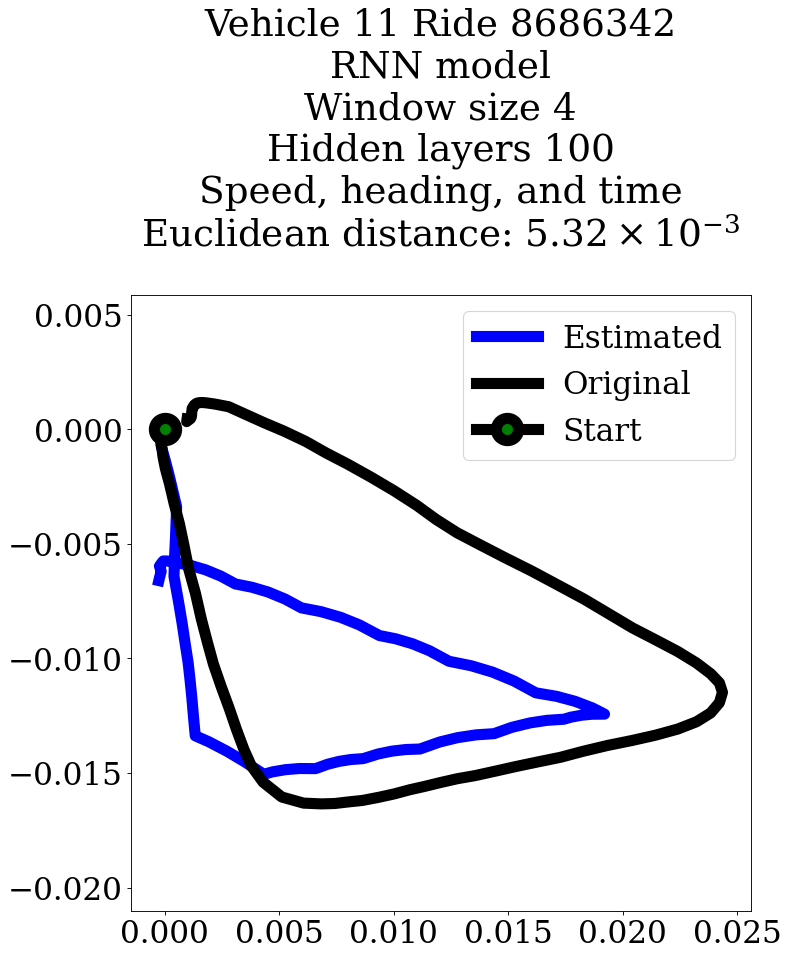 Vehicle 11 Ride 8686342
RNN model
Window size 4
Hidden layers 100
Speed, heading, and time
Euclidean distance: 5.32 × 10⁻³
Estimated
Original
Start
0.005
0.000
−0.005
−0.010
−0.015
−0.020
0.000 0.005 0.010 0.015 0.020 0.025